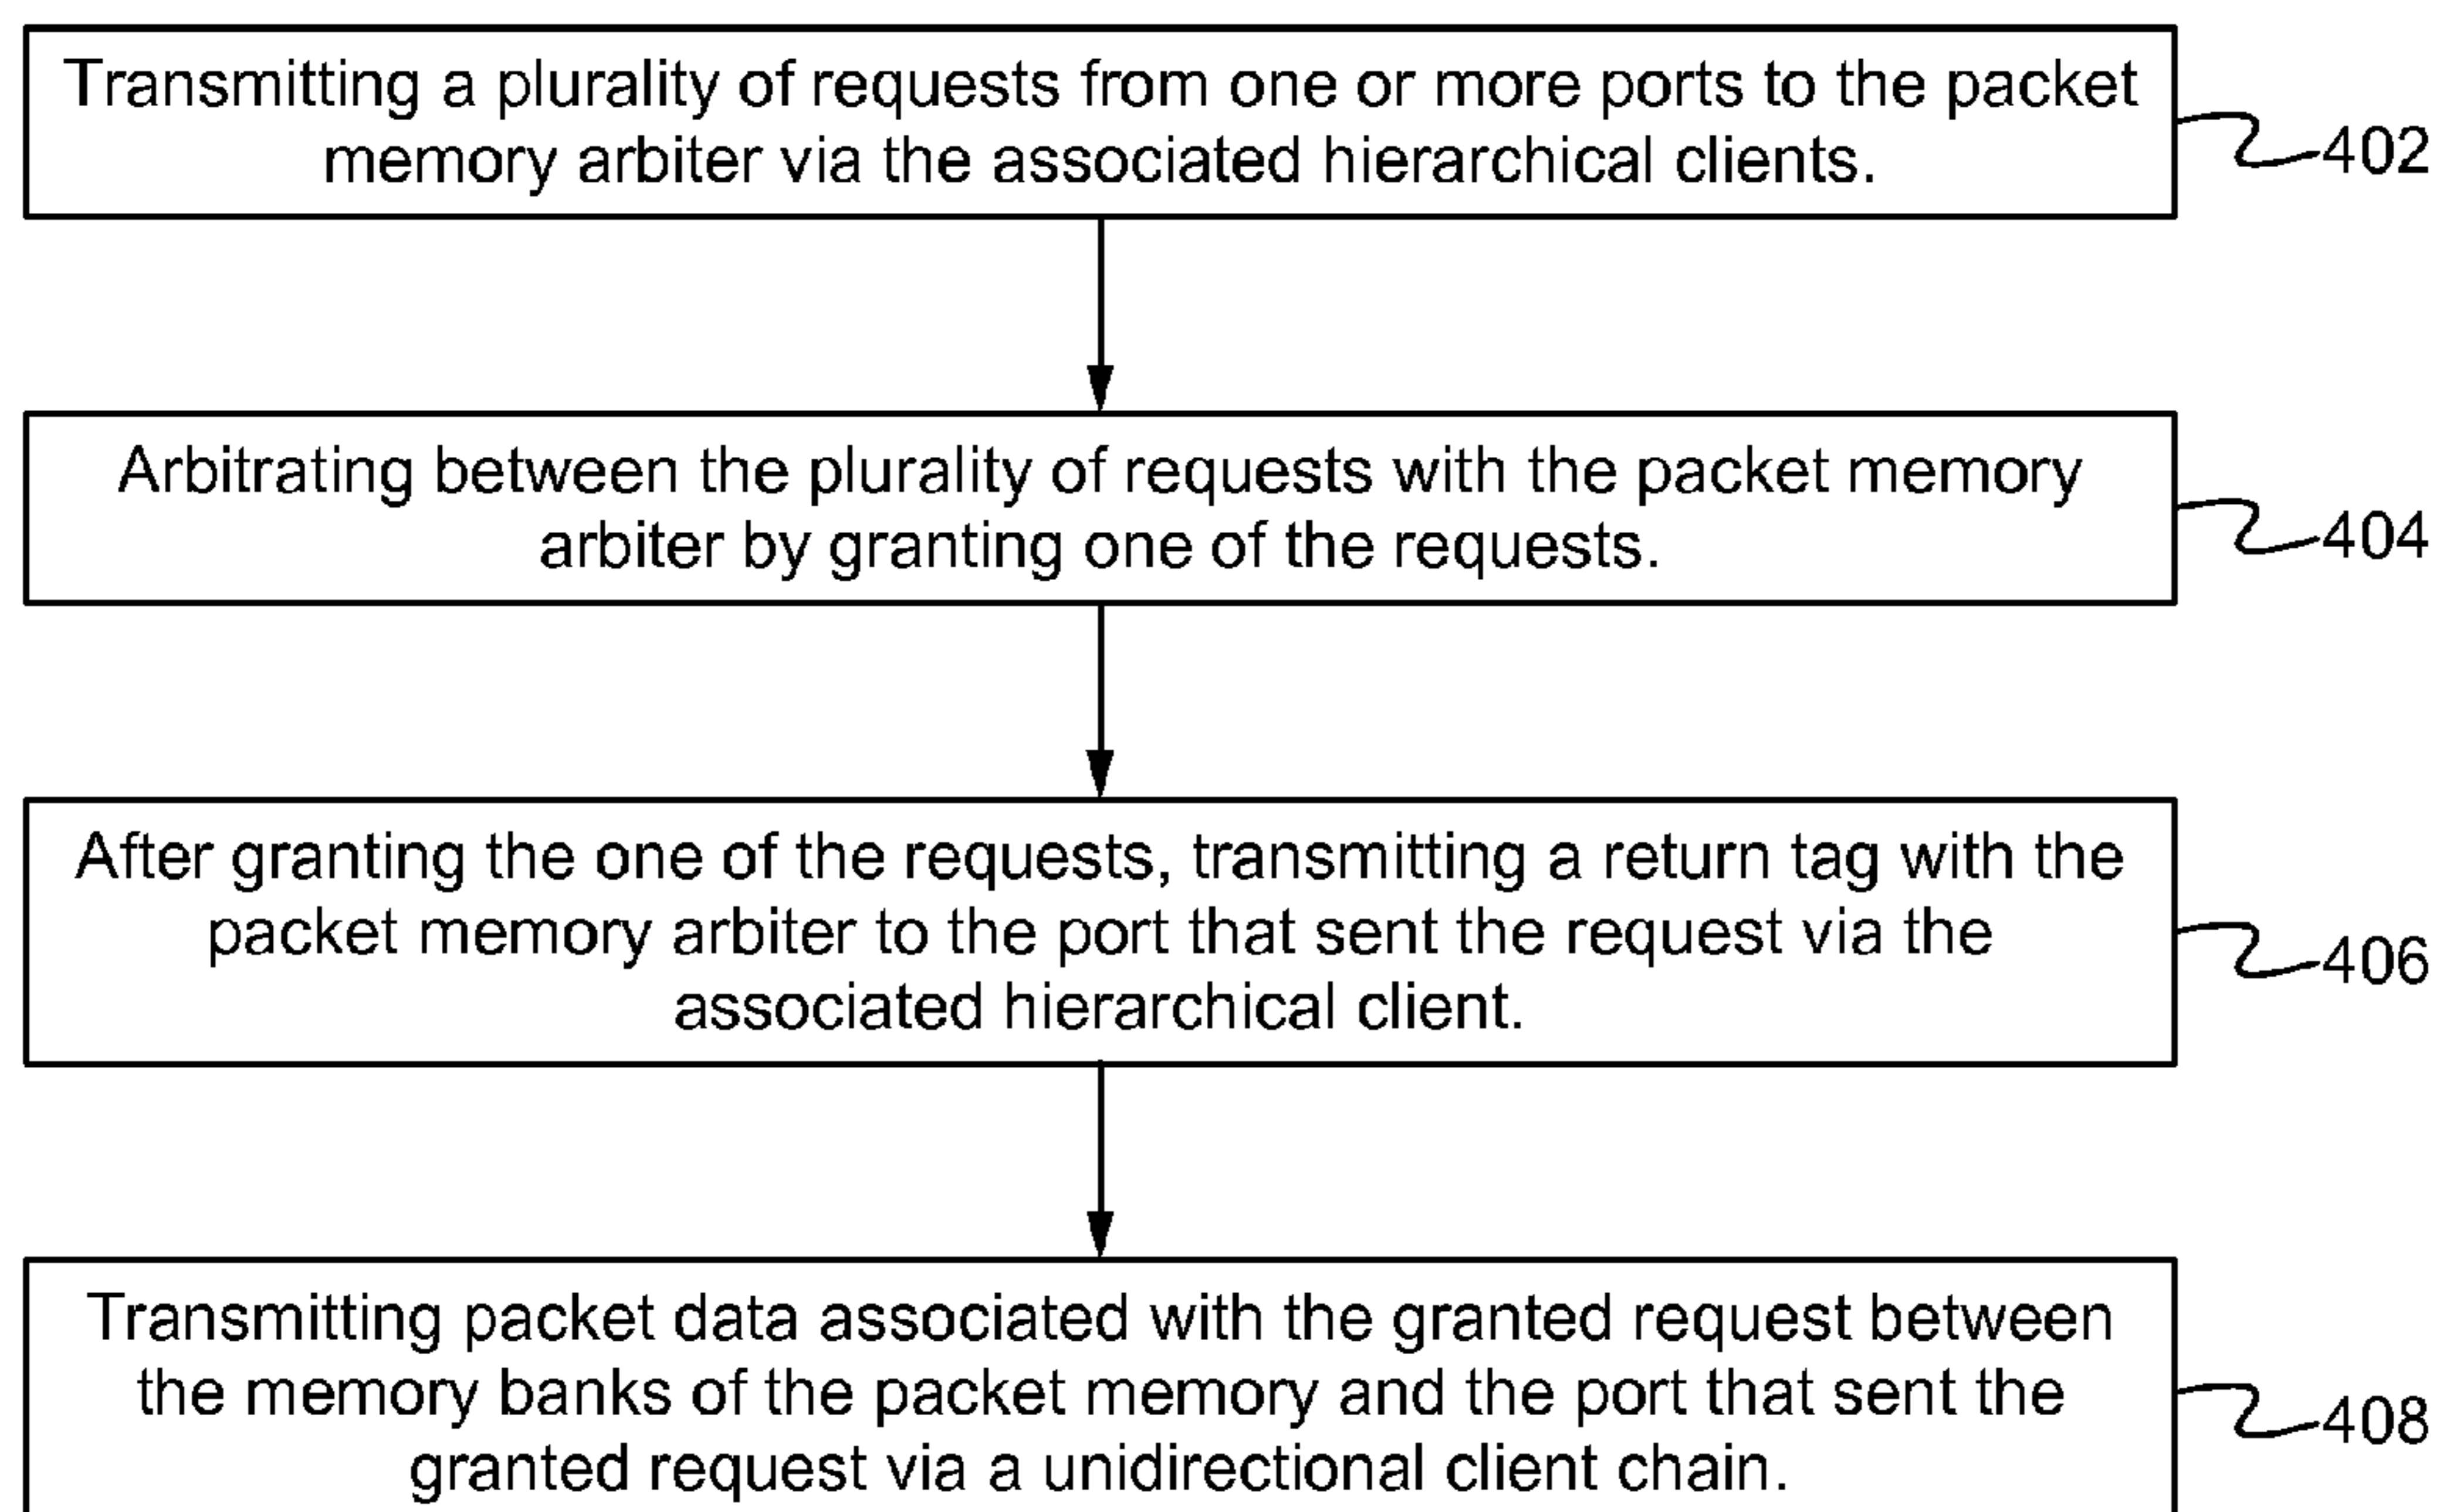 Transmitting a plurality of requests from one or more ports to the packet
memory arbiter via the associated hierarchical clients.
402
Arbitrating between the plurality of requests with the packet memory
arbiter by granting one of the requests.
404
After granting the one of the requests, transmitting a return tag with the
packet memory arbiter to the port that sent the request via the
associated hierarchical client.
406
Transmitting packet data associated with the granted request between
the memory banks of the packet memory and the port that sent the
granted request via a unidirectional client chain.
408